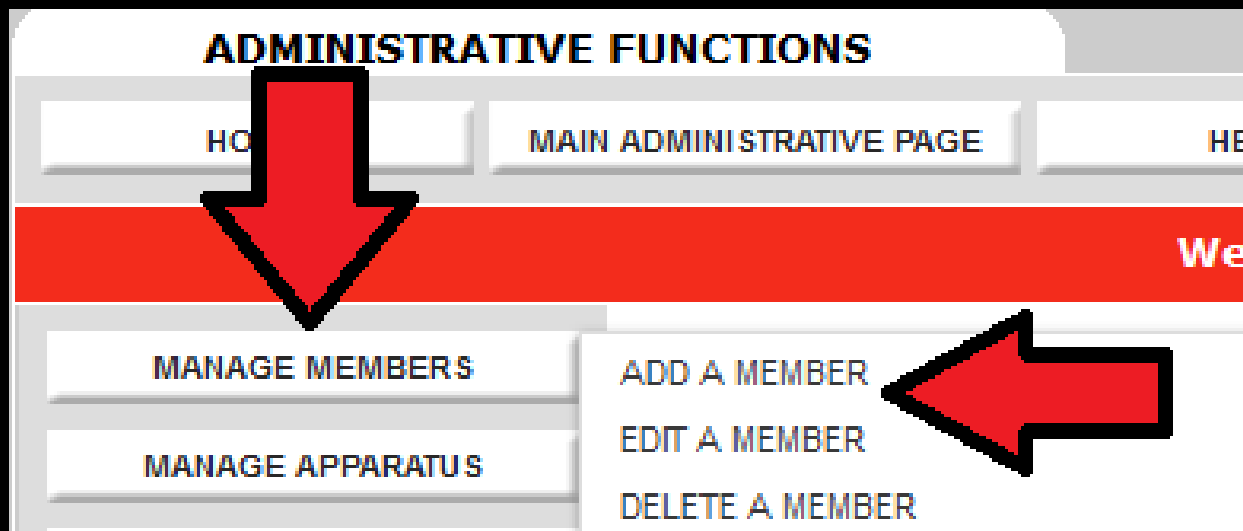 ADMINISTRATIVE FUNCTIONS
MAIN ADMINISTRATIVE PAGE
MANAGE MEMBERS
ADD A MEMBER
EDIT A MEMBER
MANAGE APPARATUS
DELETE A MEMBER